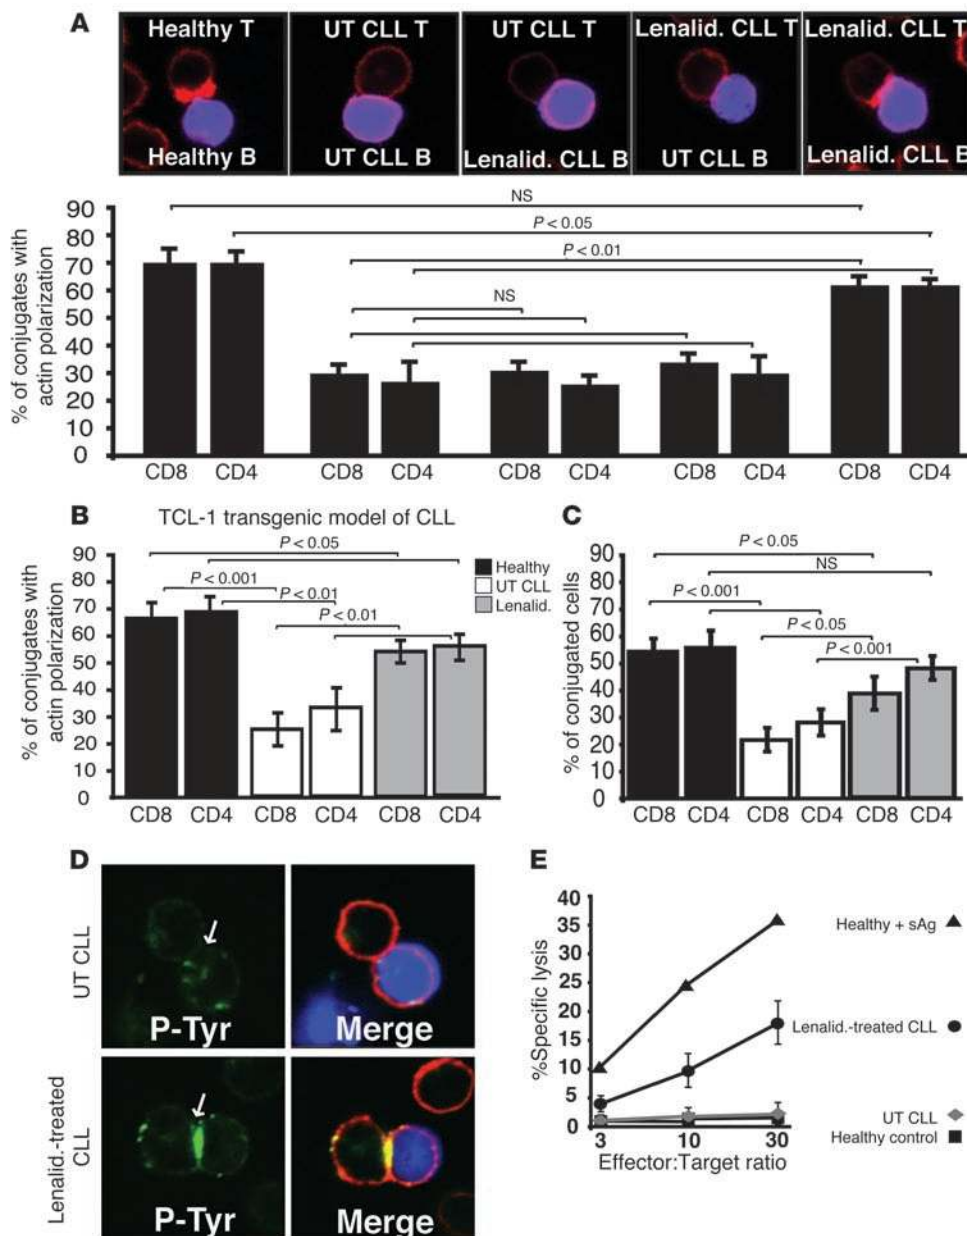 A
Healthy T
Healthy B
UT CLL T
UT CLL B
UT CLL T
Lenalid. CLL B
Lenalid. CLL T
UT CLL B
Lenalid. CLL T
Lenalid. CLL B
% of conjugates with
actin polarization
90
80
70
60
50
40
30
20
10
0
NS
P < 0.05
P < 0.01
NS
CD8 CD4 CD8 CD4 CD8 CD4 CD8 CD4 CD8 CD4
B
TCL-1 transgenic model of CLL
% of conjugates with
actin polarization
90
80
70
60
50
40
30
20
10
0
P < 0.05
P < 0.001
P < 0.01
P < 0.01
Healthy
UT CLL
Lenalid.
CD8 CD4 CD8 CD4 CD8 CD4
C
% of conjugated cells
90
80
70
60
50
40
30
20
10
0
P < 0.05
NS
P < 0.001
P < 0.05
P < 0.001
CD8 CD4 CD8 CD4 CD8 CD4
D
UT CLL
P-Tyr
Merge
Lenalid.-treated
CLL
P-Tyr
Merge
E
%Specific lysis
40
35
30
25
20
15
10
5
0
3 10 30
Effector:Target ratio
Healthy + sAg
Lenalid.-treated CLL
UT CLL
Healthy control